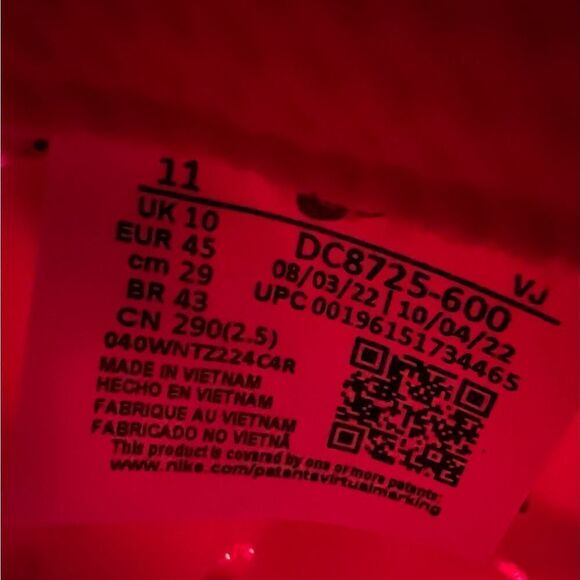 11
UK 10
EUR 45
cm 29
BR 43
CN 290(2.5)
040WNTZ224C4R
MADE IN VIETNAM
HECHO EN VIETNAM
FABRIQUE AU VIETNAM
FABRICADO NO VIETNÃ
VJ
DC8725-600
08/03/22 | 10/04/22
UPC 00196151734465
This product is covered by one or more patents:
www.nike.com/patentsvirtualmarking